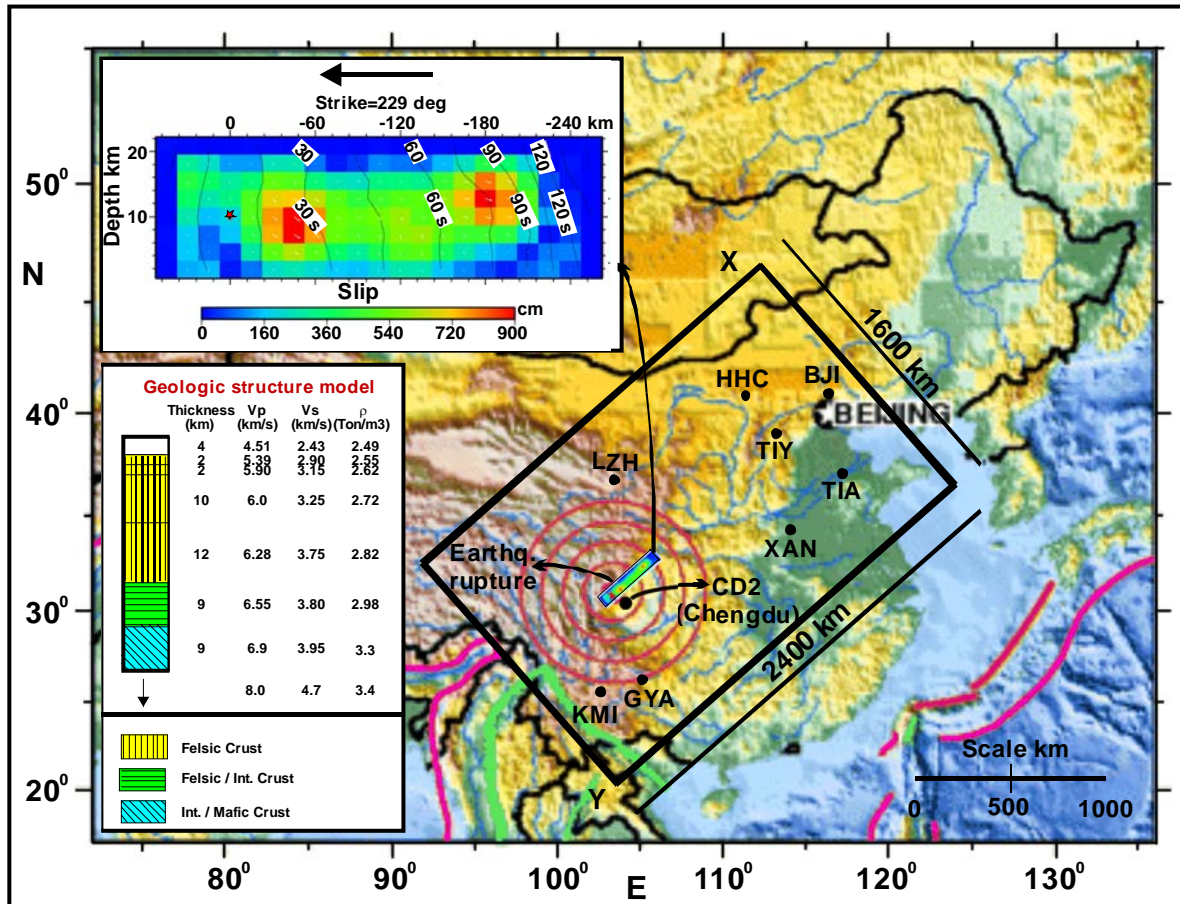 Strike=229 deg
0 -60 -120 -180 -240 km
Depth km
20
10
30 60 90 120
30 s 60 s 90 s 120 s
Slip
0 160 360 540 720 900 cm
Geologic structure model
Thickness (km) Vp (km/s) Vs (km/s) ρ (Ton/m3)
4 4.51 2.43 2.49
2 5.39 2.90 2.55
2 5.90 3.15 2.62
10 6.0 3.25 2.72
12 6.28 3.75 2.82
9 6.55 3.80 2.98
9 6.9 3.95 3.3
8.0 4.7 3.4
Felsic Crust
Felsic / Int. Crust
Int. / Mafic Crust
N
50⁰
40⁰
30⁰
20⁰
X
1600 km
HHC
BJI
BEIJING
TIY
LZH
TIA
XAN
Earthq.
rupture
CD2
(Chengdu)
2400 km
GYA
KMI
Y
Scale km
0 500 1000
80⁰ 90⁰ 100⁰ 110⁰ 120⁰ 130⁰
E